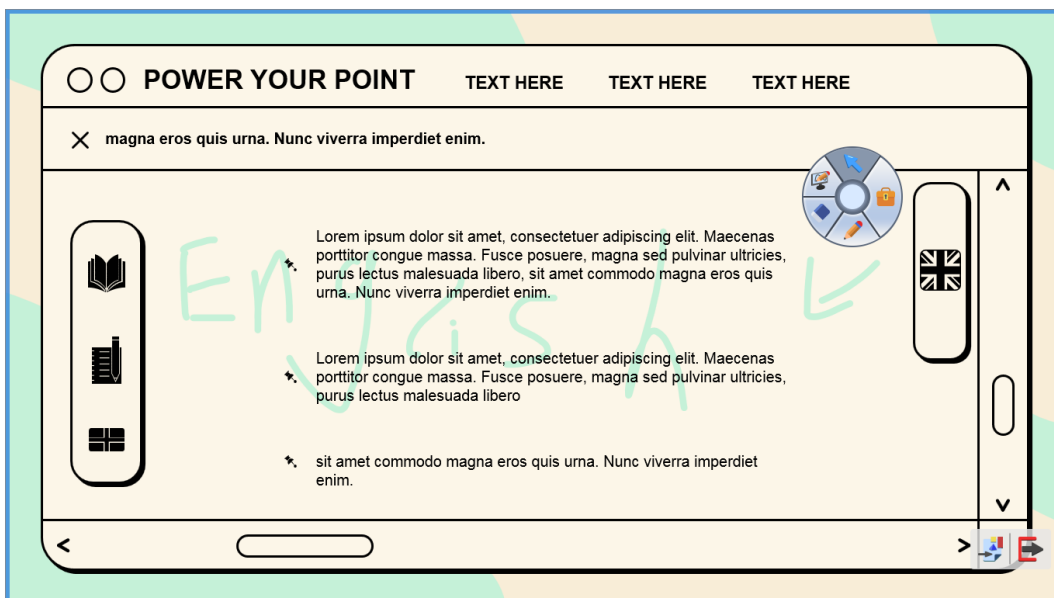 POWER YOUR POINT
TEXT HERE
TEXT HERE
TEXT HERE
magna eros quis urna. Nunc viverra imperdiet enim.
English
Lorem ipsum dolor sit amet, consectetuer adipiscing elit. Maecenas
porttitor congue massa. Fusce posuere, magna sed pulvinar ultricies,
purus lectus malesuada libero, sit amet commodo magna eros quis
urna. Nunc viverra imperdiet enim.
Lorem ipsum dolor sit amet, consectetuer adipiscing elit. Maecenas
porttitor congue massa. Fusce posuere, magna sed pulvinar ultricies,
purus lectus malesuada libero
sit amet commodo magna eros quis urna. Nunc viverra imperdiet
enim.